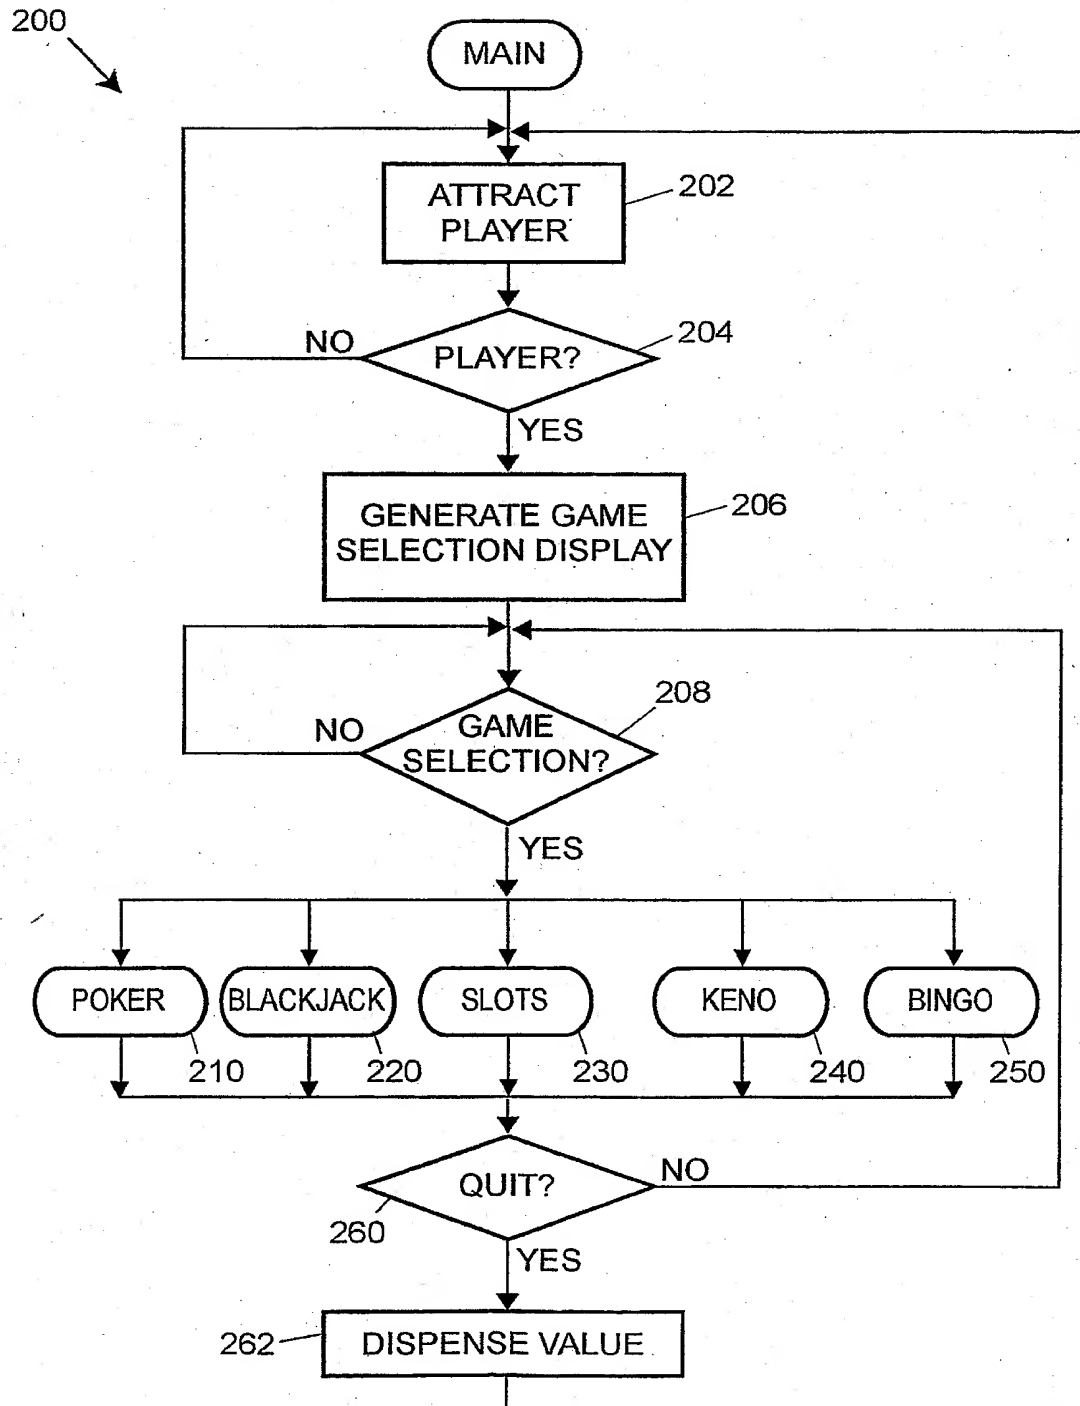 200
MAIN
ATTRACT
PLAYER
202
NO
PLAYER?
204
YES
GENERATE GAME
SELECTION DISPLAY
206
NO
GAME
SELECTION?
208
YES
POKER
BLACKJACK
SLOTS
KENO
BINGO
210
220
230
240
250
QUIT?
NO
260
YES
262
DISPENSE VALUE